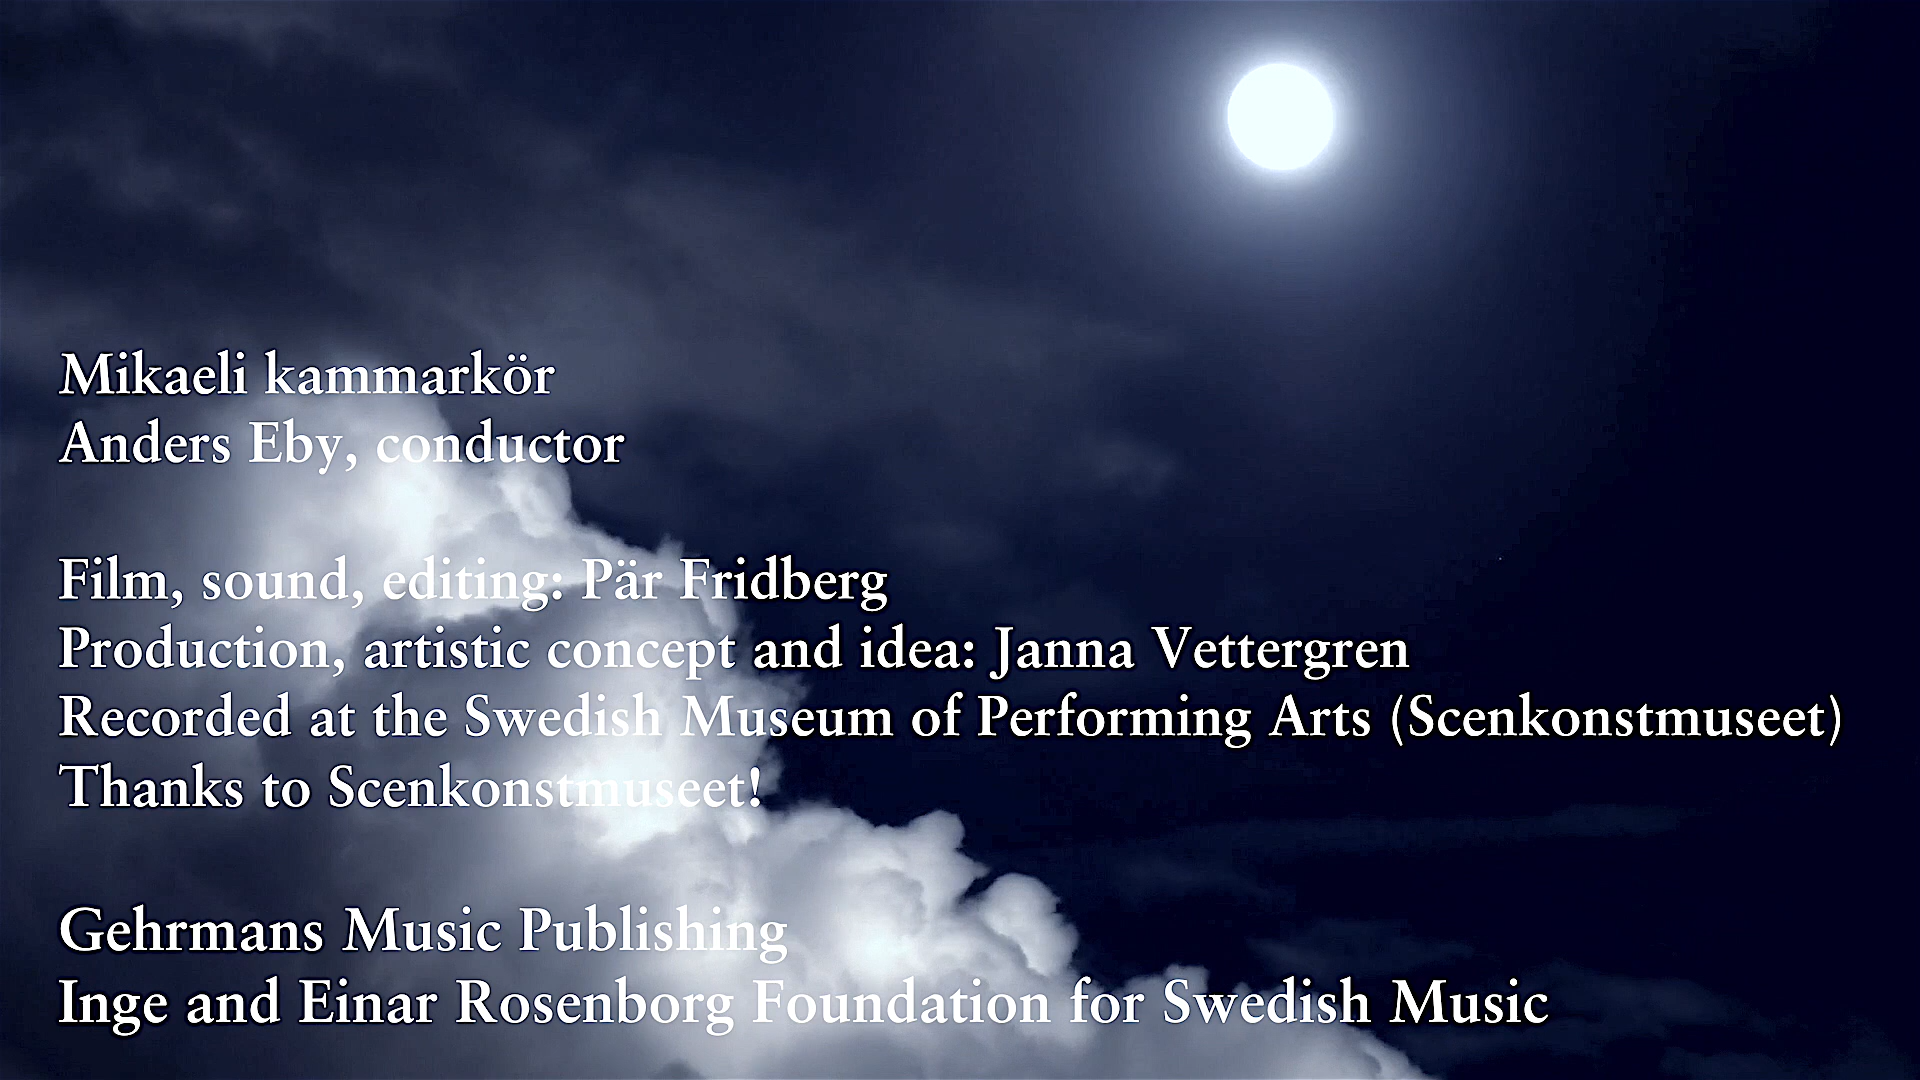 Mikaeli kammarkör
Anders Eby, conductor
Film, sound, editing: Pär Fridberg
Production, artistic concept and idea: Janna Vettergren
Recorded at the Swedish Museum of Performing Arts (Scenkonstmuseet)
Thanks to Scenkonstmuseet!
Gehrmans Music Publishing
Inge and Einar Rosenborg Foundation for Swedish Music